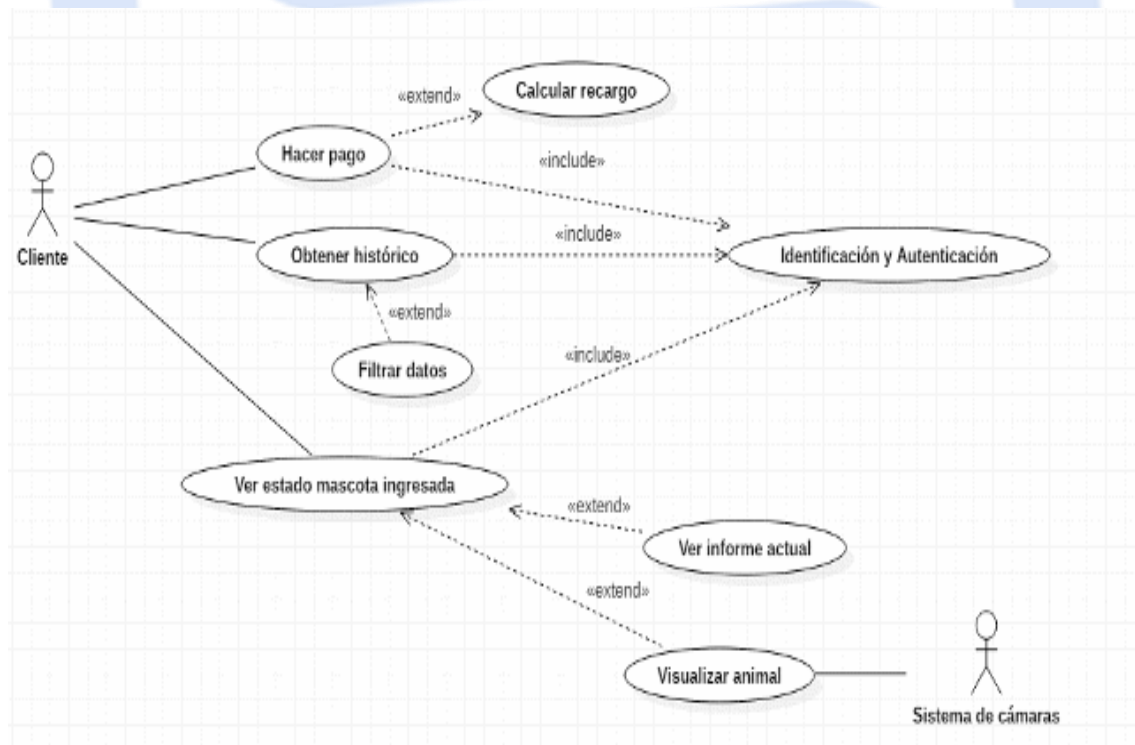 Calcular recargo
«extend»
Hacer pago
«include»
Cliente
«include»
Obtener histórico
Identificación y Autenticación
«extend»
Filtrar datos
«include»
Ver estado mascota ingresada
«extend»
Ver informe actual
«extend»
Visualizar animal
Sistema de cámaras